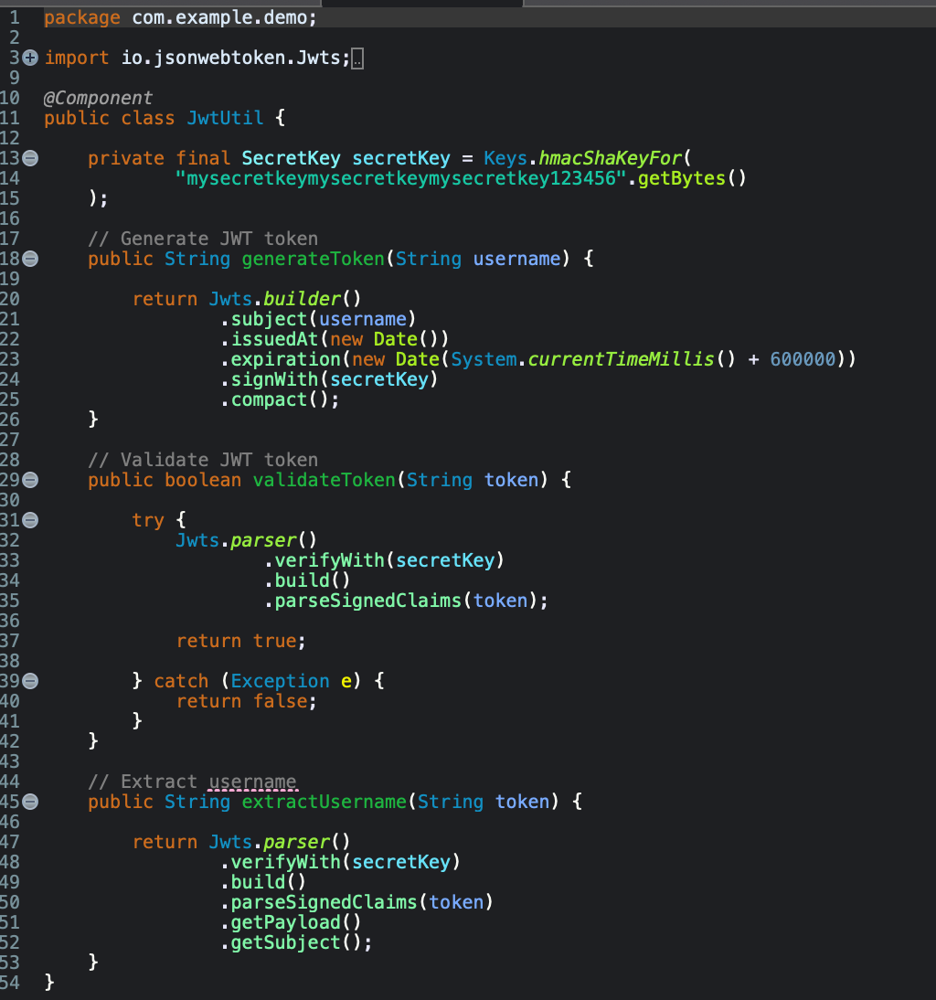 1 package com.example.demo;
2
3 import io.jsonwebtoken.Jwts;
9
10 @Component
11 public class JwtUtil {
12
13     private final SecretKey secretKey = Keys.hmacShaKeyFor(
14             "mysecretkeymysecretkeymysecretkey123456".getBytes()
15     );
16
17     // Generate JWT token
18     public String generateToken(String username) {
19
20         return Jwts.builder()
21                 .subject(username)
22                 .issuedAt(new Date())
23                 .expiration(new Date(System.currentTimeMillis() + 600000))
24                 .signWith(secretKey)
25                 .compact();
26     }
27
28     // Validate JWT token
29     public boolean validateToken(String token) {
30
31         try {
32             Jwts.parser()
33                     .verifyWith(secretKey)
34                     .build()
35                     .parseSignedClaims(token);
36
37             return true;
38
39         } catch (Exception e) {
40             return false;
41         }
42     }
43
44     // Extract username
45     public String extractUsername(String token) {
46
47         return Jwts.parser()
48                 .verifyWith(secretKey)
49                 .build()
50                 .parseSignedClaims(token)
51                 .getPayload()
52                 .getSubject();
53     }
54 }